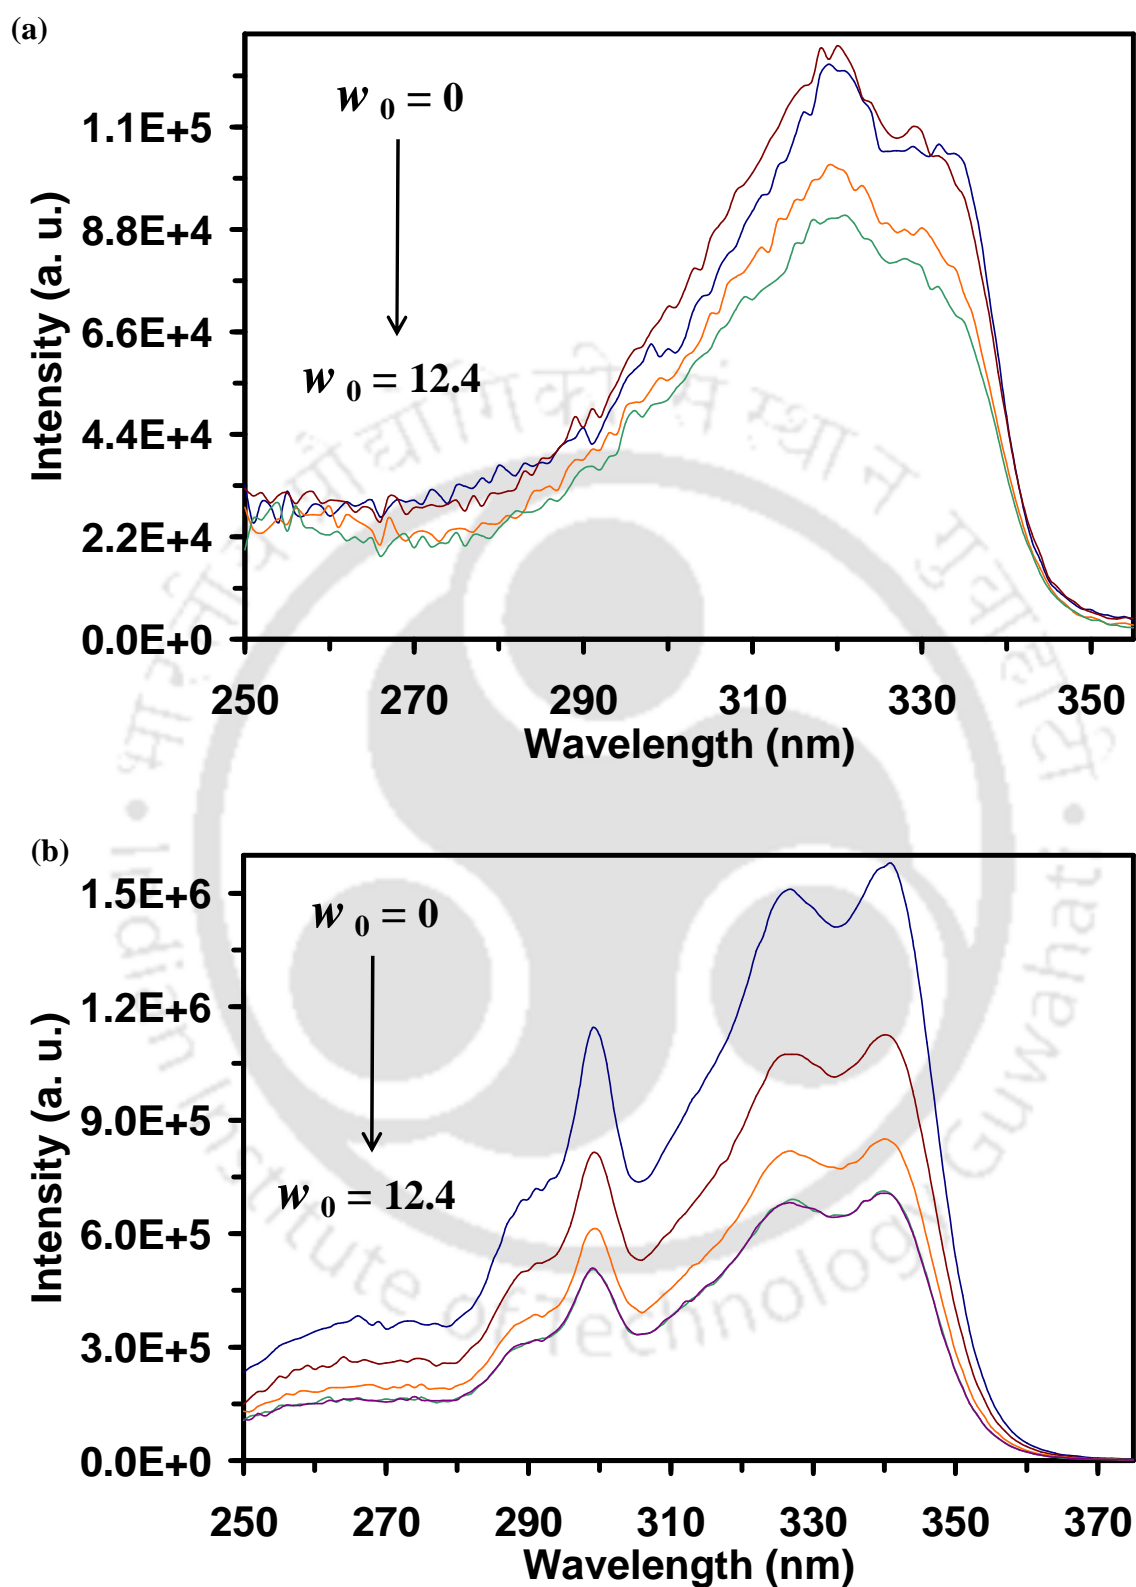 (a)
w 0 = 0
w 0 = 12.4
Intensity (a. u.)
1.1E+5
8.8E+4
6.6E+4
4.4E+4
2.2E+4
0.0E+0
250 270 290 310 330 350
Wavelength (nm)
(b)
w 0 = 0
w 0 = 12.4
Intensity (a. u.)
1.5E+6
1.2E+6
9.0E+5
6.0E+5
3.0E+5
0.0E+0
250 270 290 310 330 350 370
Wavelength (nm)
भारतीय प्रौद्योगिकी संस्थान गुवाहाटी
Indian Institute of Technology Guwahati